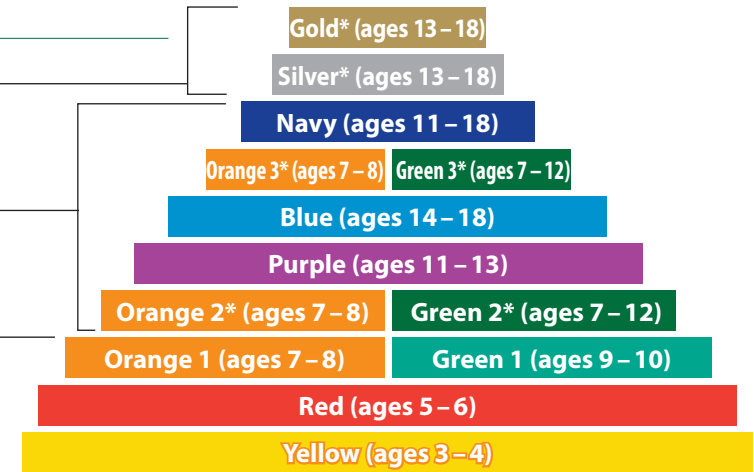 Gold* (ages 13 – 18)
Silver* (ages 13 – 18)
Navy (ages 11 – 18)
Orange 3* (ages 7 – 8) Green 3* (ages 7 – 12)
Blue (ages 14 – 18)
Purple (ages 11 – 13)
Orange 2* (ages 7 – 8) Green 2* (ages 7 – 12)
Orange 1 (ages 7 – 8) Green 1 (ages 9 – 10)
Red (ages 5 – 6)
Yellow (ages 3 – 4)